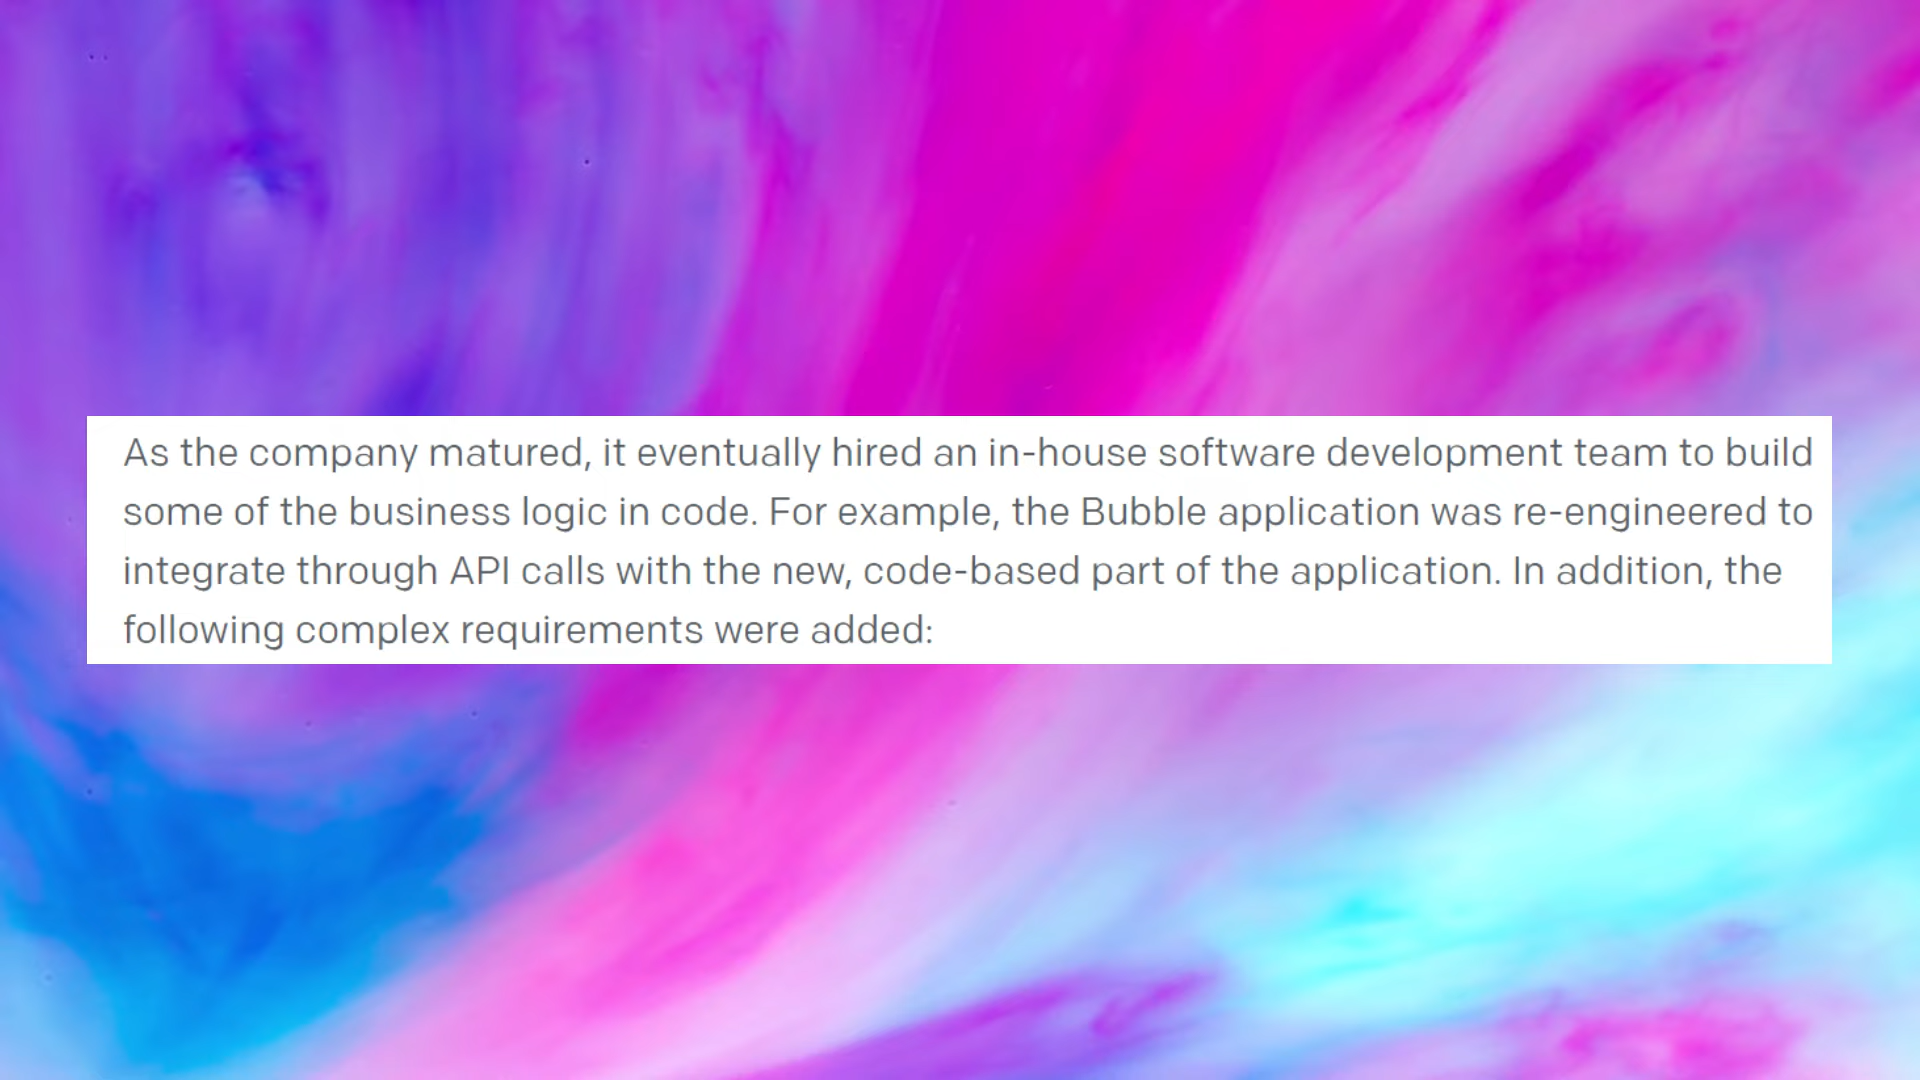 As the company matured, it eventually hired an in-house software development team to build
some of the business logic in code. For example, the Bubble application was re-engineered to
integrate through API calls with the new, code-based part of the application. In addition, the
following complex requirements were added: